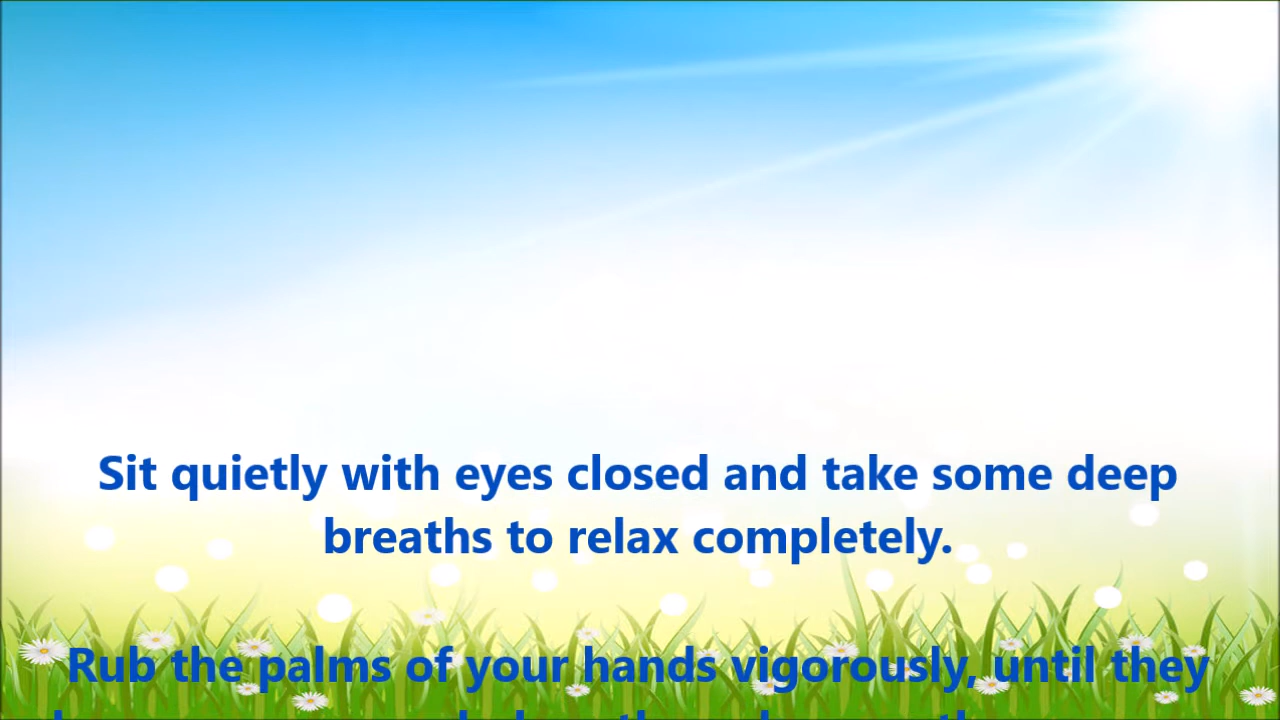 Sit quietly with eyes closed and take some deep
breaths to relax completely.
Rub the palms of your hands vigorously, until they